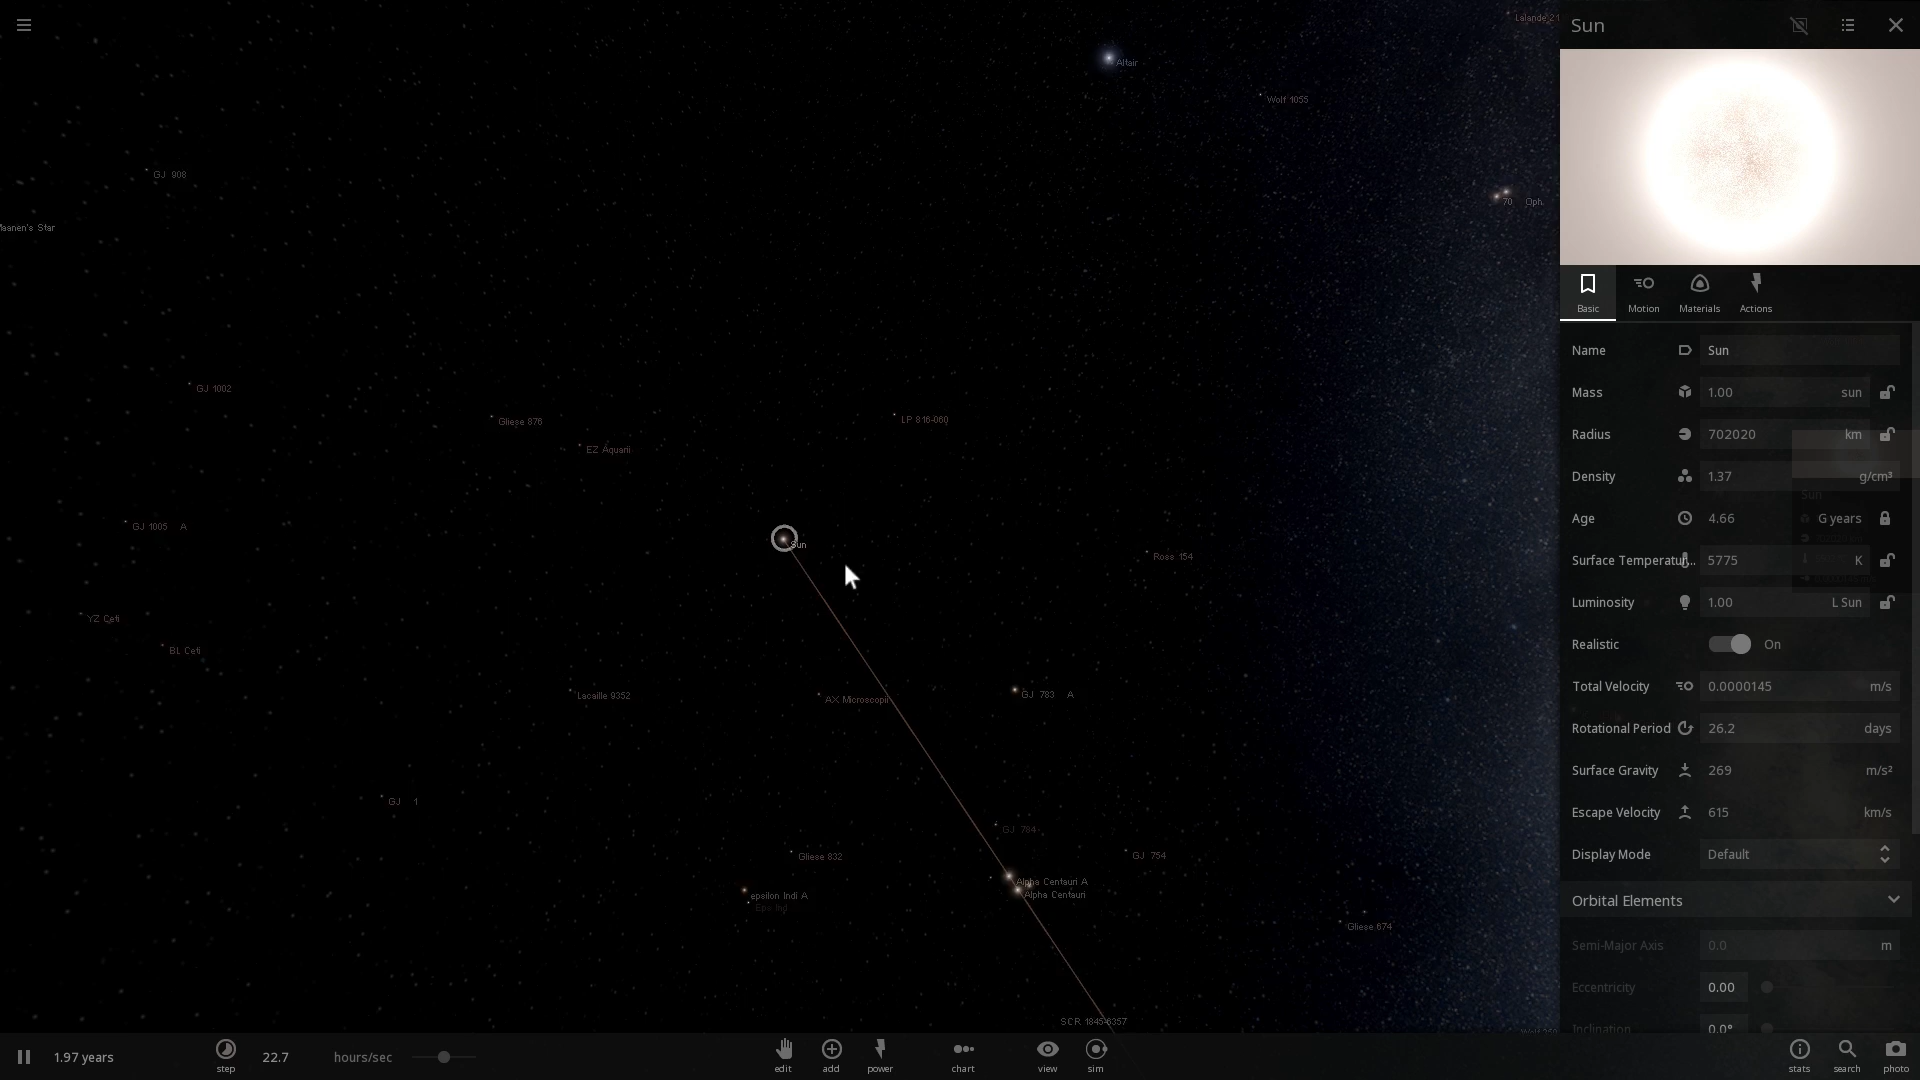 Sun
Lalande 21
Altair
Wolf 1055
GJ 908
70 Oph.
Maanen's Star
GJ 1002
Gliese 876
LP 816-060
EZ Aquarii
GJ 1005 A
Sun
Ross 154
YZ Ceti
BL Ceti
Lacaille 9352
AX Microscopii
GJ 783 A
GJ 1
GJ 784
Gliese 832
GJ 754
Alpha Centauri A
Alpha Centauri
epsilon Indi A
Eps Ind
Gliese 674
SCR 1845-6357
Basic
Motion
Materials
Actions
Name Sun
Mass 1.00 sun
Radius 702020 km
Density 1.37 g/cm³
Sun
Age 4.66 G years
Surface Temperatur... 5775 K
Luminosity 1.00 L Sun
Realistic On
Total Velocity 0.0000145 m/s
Rotational Period 26.2 days
Surface Gravity 269 m/s²
Escape Velocity 615 km/s
Display Mode Default
Orbital Elements
Semi-Major Axis 0.0 m
Eccentricity 0.00
Inclination 0.0°
1.97 years
step
22.7 hours/sec
edit
add
power
chart
view
sim
stats
search
photo